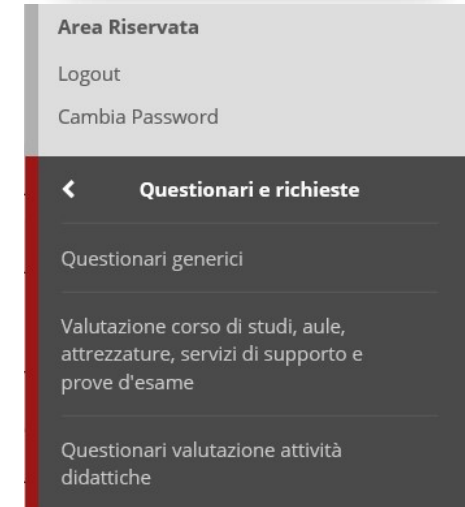 Area Riservata
Logout
Cambia Password
Questionari e richieste
Questionari generici
Valutazione corso di studi, aule,
attrezzature, servizi di supporto e
prove d'esame
Questionari valutazione attività
didattiche